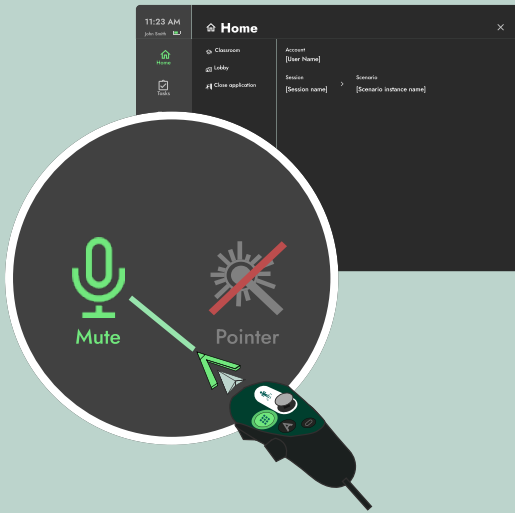 11:23 AM
John Smith
Home
Home
Tasks
Classroom
Lobby
Close application
Account
[User Name]
Session
[Session name]
>
Scenario
[Scenario instance name]
Mute
Pointer
A